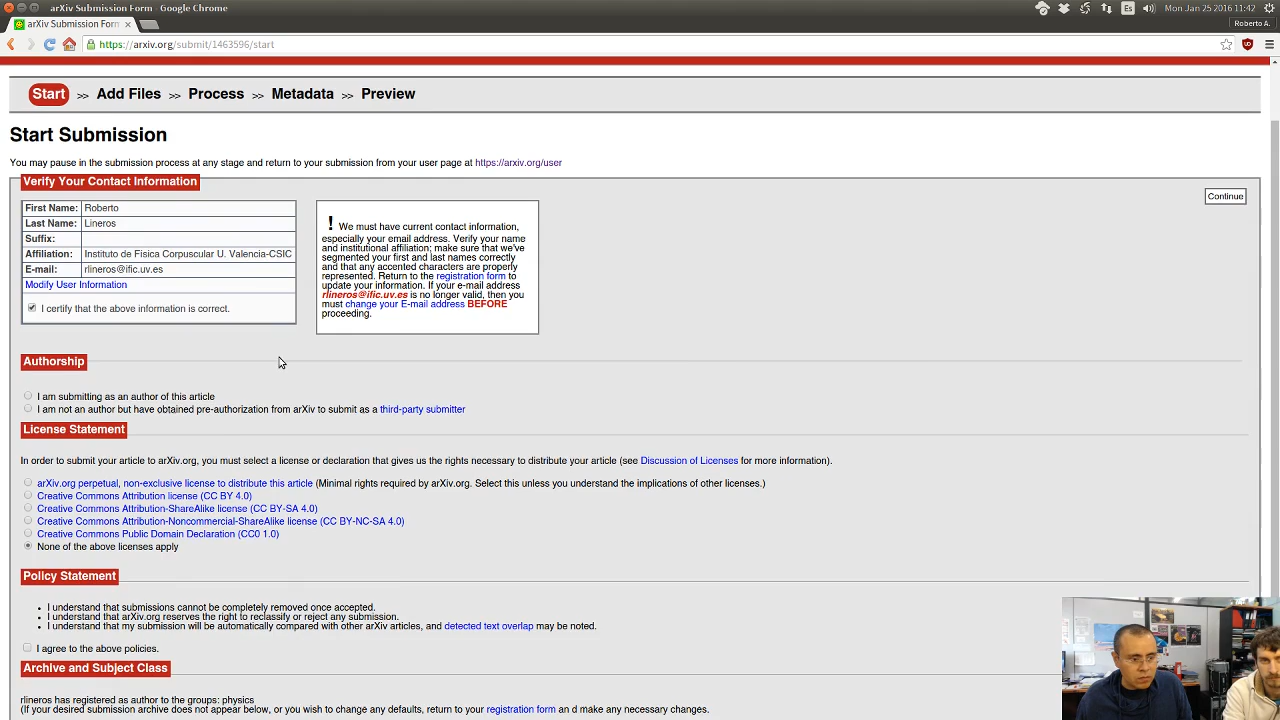 arXiv Submission Form - Google Chrome
Es
Mon Jan 25 2016 11:42
arXiv Submission Form
Roberto A.
https://arxiv.org/submit/1463596/start
Start >> Add Files >> Process >> Metadata >> Preview
Start Submission
You may pause in the submission process at any stage and return to your submission from your user page at https://arxiv.org/user
Verify Your Contact Information
Continue
First Name: Roberto
Last Name: Lineros
Suffix:
Affiliation: Instituto de Fisica Corpuscular U. Valencia-CSIC
E-mail: rlineros@ific.uv.es
Modify User Information
I certify that the above information is correct.
! We must have current contact information,
especially your email address. Verify your name
and institutional affiliation; make sure that we've
segmented your first and last names correctly
and that any accented characters are properly
represented. Return to the registration form to
update your information. If your e-mail address
rlineros@ific.uv.es is no longer valid, then you
must change your E-mail address BEFORE
proceeding.
Authorship
I am submitting as an author of this article
I am not an author but have obtained pre-authorization from arXiv to submit as a third-party submitter
License Statement
In order to submit your article to arXiv.org, you must select a license or declaration that gives us the rights necessary to distribute your article (see Discussion of Licenses for more information).
arXiv.org perpetual, non-exclusive license to distribute this article (Minimal rights required by arXiv.org. Select this unless you understand the implications of other licenses.)
Creative Commons Attribution license (CC BY 4.0)
Creative Commons Attribution-ShareAlike license (CC BY-SA 4.0)
Creative Commons Attribution-Noncommercial-ShareAlike license (CC BY-NC-SA 4.0)
Creative Commons Public Domain Declaration (CC0 1.0)
None of the above licenses apply
Policy Statement
• I understand that submissions cannot be completely removed once accepted.
• I understand that arXiv.org reserves the right to reclassify or reject any submission.
• I understand that my submission will be automatically compared with other arXiv articles, and detected text overlap may be noted.
I agree to the above policies.
Archive and Subject Class
rlineros has registered as author to the groups: physics
(If your desired submission archive does not appear below, or you wish to change any defaults, return to your registration form an d make any necessary changes.